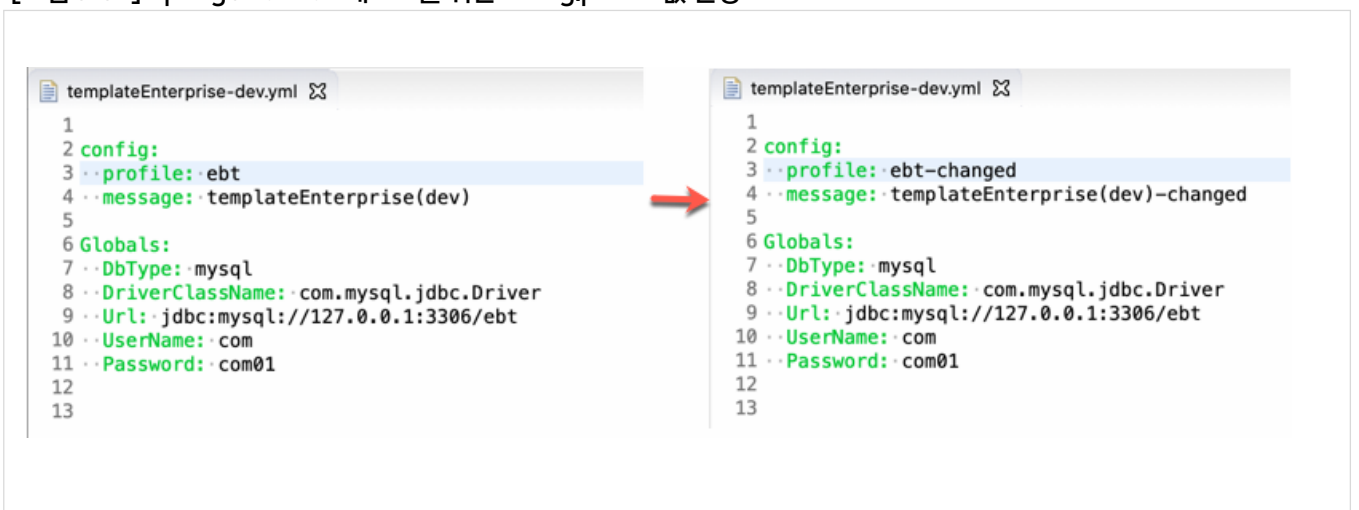 templateEnterprise-dev.yml
1
2 config:
3 ··profile:·ebt
4 ··message:·templateEnterprise(dev)
5
6 Globals:
7 ··DbType:·mysql
8 ··DriverClassName:·com.mysql.jdbc.Driver
9 ··Url:·jdbc:mysql://127.0.0.1:3306/ebt
10 ··UserName:·com
11 ··Password:·com01
12
13
templateEnterprise-dev.yml
1
2 config:
3 ··profile:·ebt-changed
4 ··message:·templateEnterprise(dev)-changed
5
6 Globals:
7 ··DbType:·mysql
8 ··DriverClassName:·com.mysql.jdbc.Driver
9 ··Url:·jdbc:mysql://127.0.0.1:3306/ebt
10 ··UserName:·com
11 ··Password:·com01
12
13